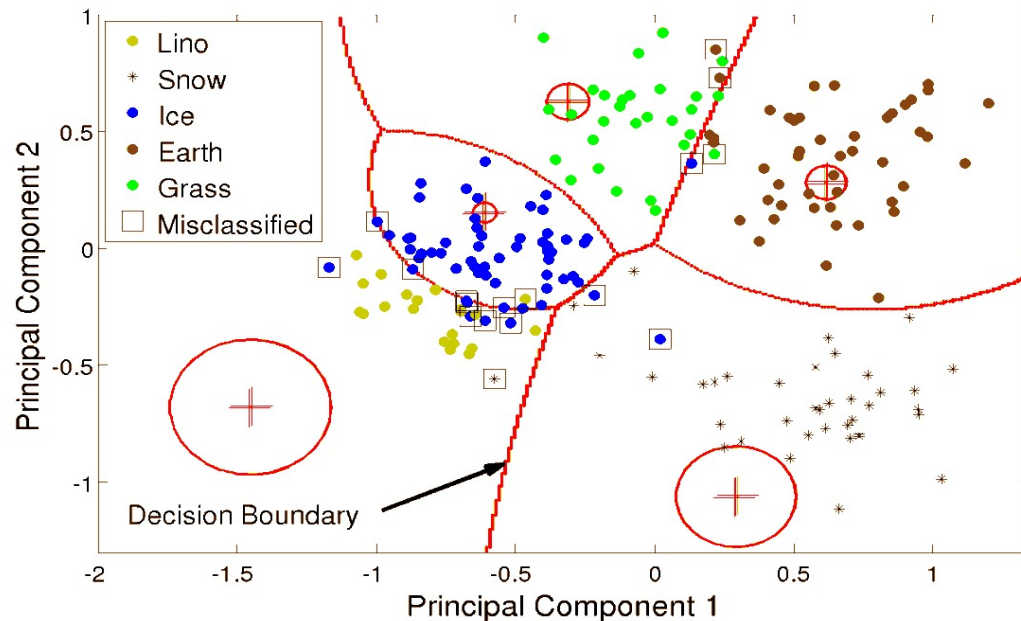 1
0.5
0
-0.5
-1
Principal Component 2
Lino
Snow
Ice
Earth
Grass
Misclassified
Decision Boundary
-2
-1.5
-1
-0.5
0
0.5
1
Principal Component 1